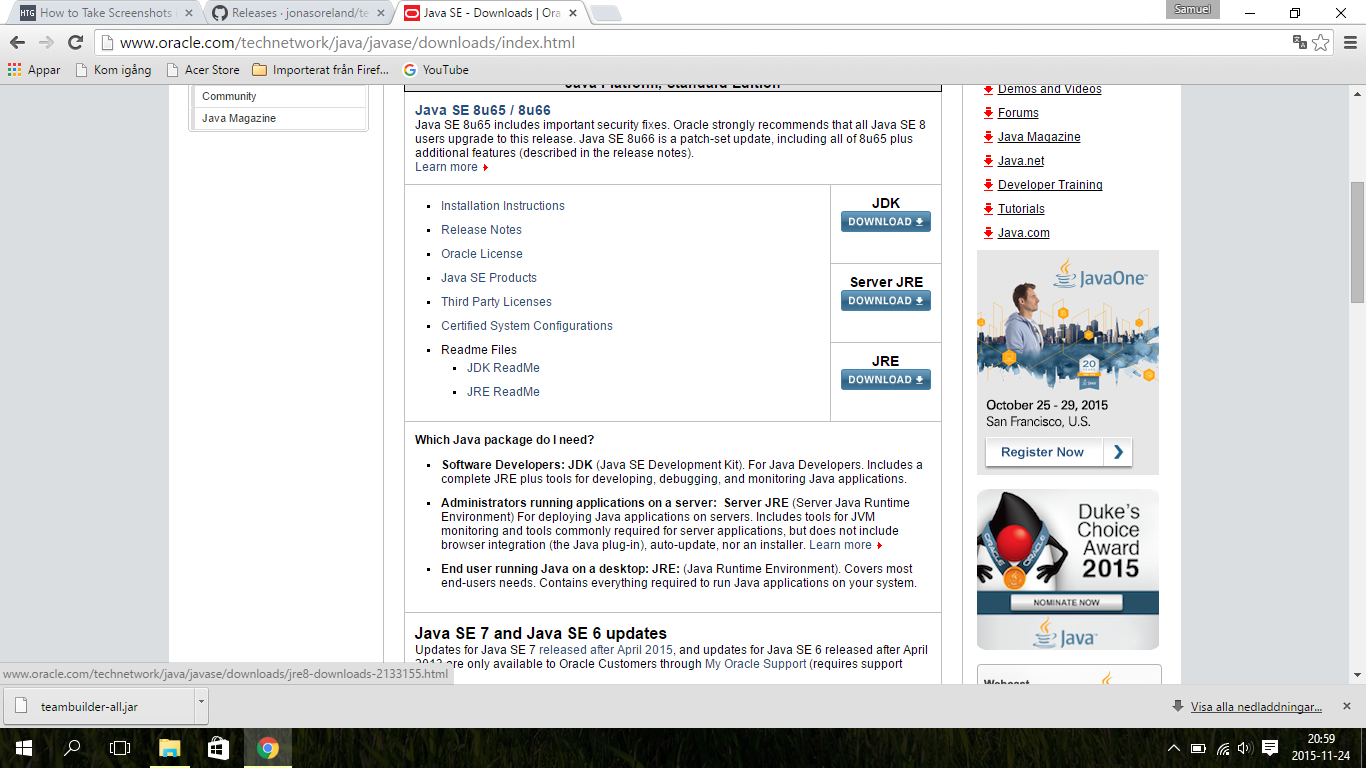 HTG How to Take Screenshots
Releases · jonasoreland/te
Java SE - Downloads | Ora
Samuel
www.oracle.com/technetwork/java/javase/downloads/index.html
Appar
Kom igång
Acer Store
Importerat från Firef...
YouTube
Community
Java Magazine
Java Platform, Standard Edition
Java SE 8u65 / 8u66
Java SE 8u65 includes important security fixes. Oracle strongly recommends that all Java SE 8
users upgrade to this release. Java SE 8u66 is a patch-set update, including all of 8u65 plus
additional features (described in the release notes).
Learn more
Installation Instructions
Release Notes
Oracle License
Java SE Products
Third Party Licenses
Certified System Configurations
Readme Files
JDK ReadMe
JRE ReadMe
JDK
DOWNLOAD
Server JRE
DOWNLOAD
JRE
DOWNLOAD
Which Java package do I need?
Software Developers: JDK (Java SE Development Kit). For Java Developers. Includes a
complete JRE plus tools for developing, debugging, and monitoring Java applications.
Administrators running applications on a server: Server JRE (Server Java Runtime
Environment) For deploying Java applications on servers. Includes tools for JVM
monitoring and tools commonly required for server applications, but does not include
browser integration (the Java plug-in), auto-update, nor an installer. Learn more
End user running Java on a desktop: JRE: (Java Runtime Environment). Covers most
end-users needs. Contains everything required to run Java applications on your system.
Java SE 7 and Java SE 6 updates
Updates for Java SE 7 released after April 2015, and updates for Java SE 6 released after April
2013 are only available to Oracle Customers through My Oracle Support (requires support
Demos and Videos
Forums
Java Magazine
Java.net
Developer Training
Tutorials
Java.com
JavaOne™
20
October 25 - 29, 2015
San Francisco, U.S.
Register Now
ORACLE
Duke's
Choice
Award
2015
NOMINATE NOW
Java™
Webcast
www.oracle.com/technetwork/java/javase/downloads/jre8-downloads-2133155.html
teambuilder-all.jar
Visa alla nedladdningar...
20:59
2015-11-24